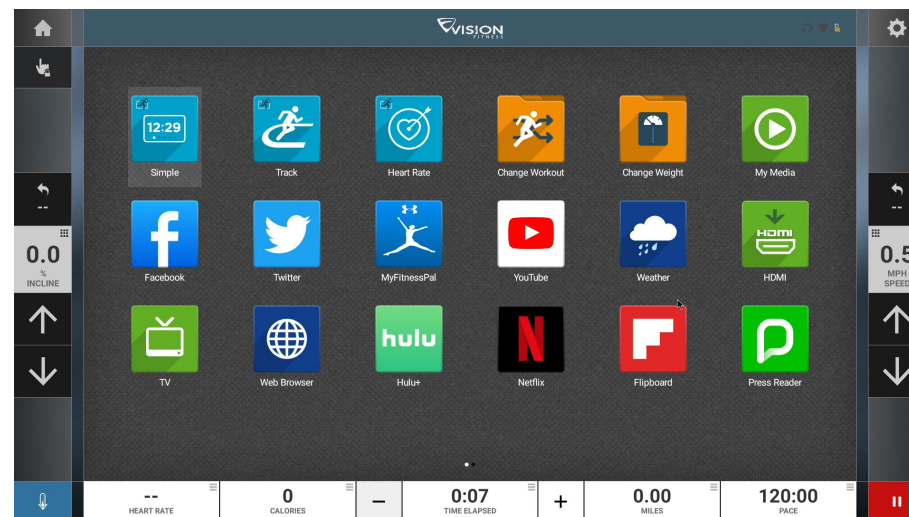 VISION
FITNESS
12:29
Simple
Track
Heart Rate
Change Workout
Change Weight
My Media
HDMI
Facebook
Twitter
MyFitnessPal
YouTube
Weather
HDMI
hulu
N
TV
Web Browser
Hulu+
Netflix
Flipboard
Press Reader
--
--
0.0
%
INCLINE
0.5
MPH
SPEED
--
HEART RATE
0
CALORIES
−
0:07
TIME ELAPSED
+
0.00
MILES
120:00
PACE